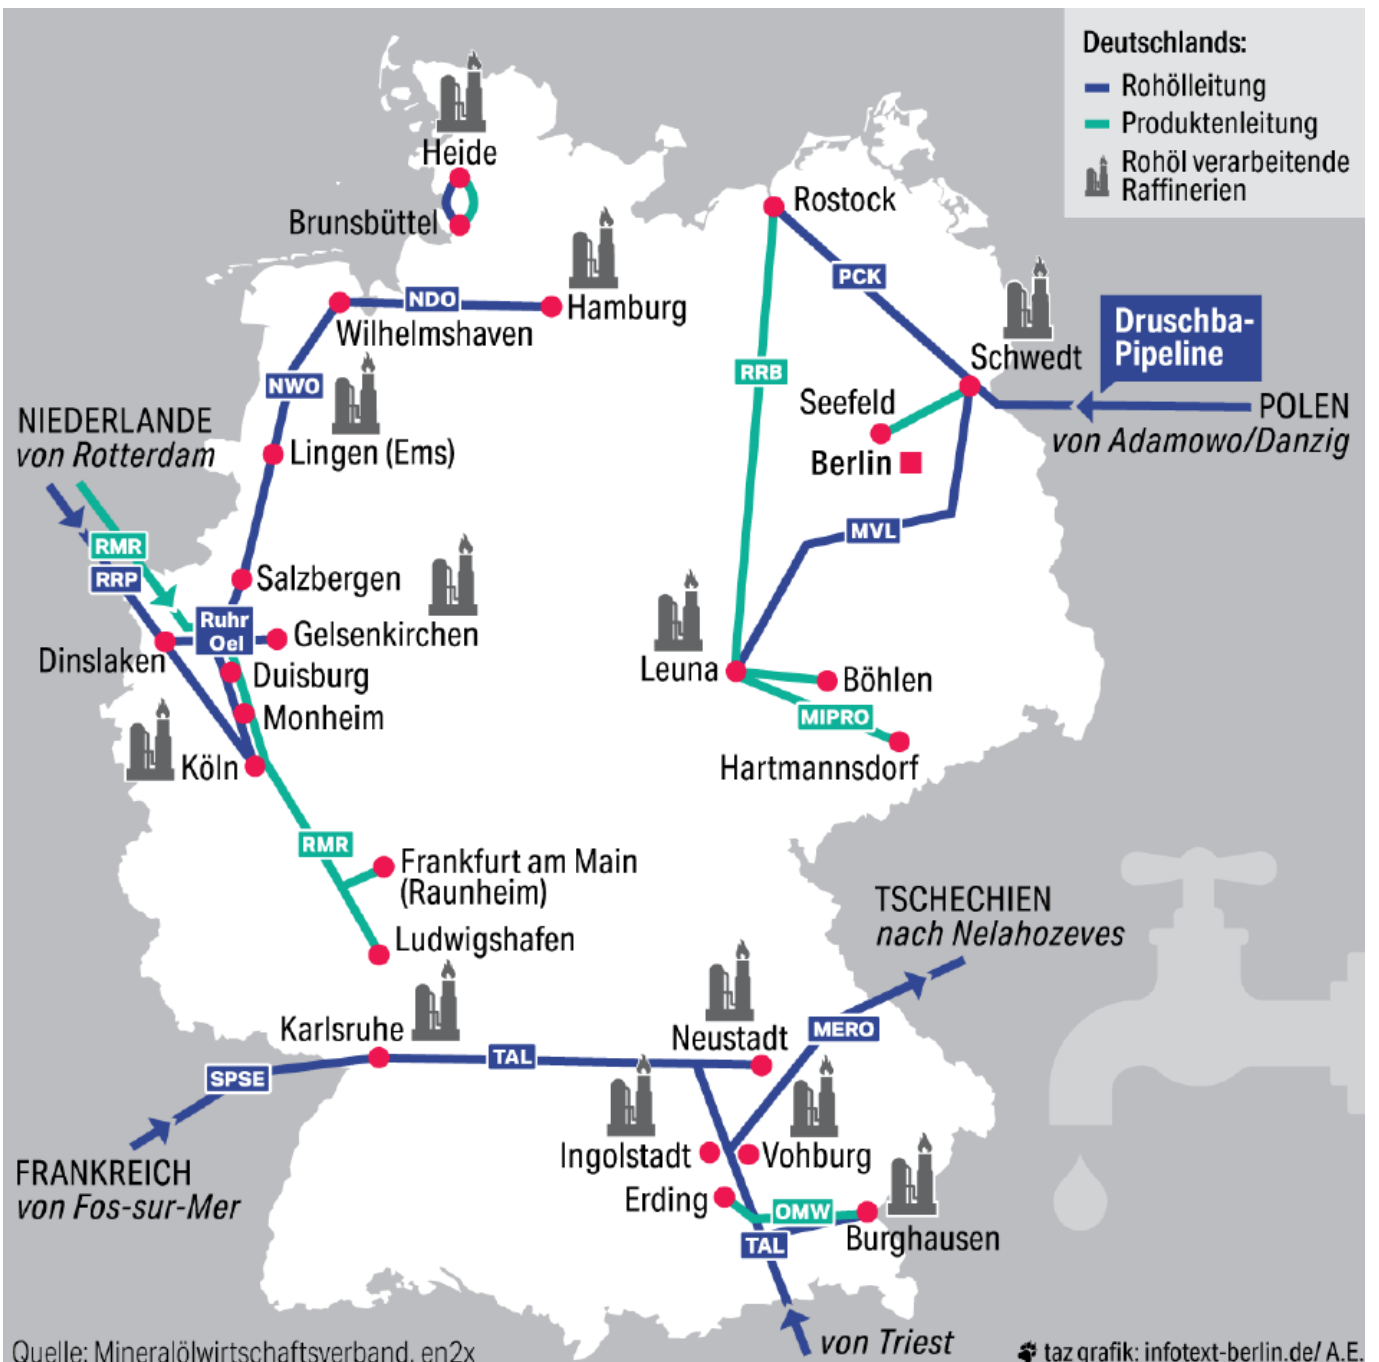 Deutschlands:
Rohölleitung
Produktenleitung
Rohöl verarbeitende
Raffinerien
Heide
Brunsbüttel
Rostock
PCK
NDO
Hamburg
Wilhelmshaven
Druschba-
Pipeline
Schwedt
RRB
NWO
Seefeld
POLEN
von Adamowo/Danzig
NIEDERLANDE
von Rotterdam
Lingen (Ems)
Berlin
MVL
RMR
RRP
Salzbergen
Ruhr
Oel
Gelsenkirchen
Dinslaken
Duisburg
Leuna
Böhlen
Monheim
MIPRO
Köln
Hartmannsdorf
RMR
Frankfurt am Main
(Raunheim)
Ludwigshafen
TSCHECHIEN
nach Nelahozeves
Karlsruhe
Neustadt
MERO
TAL
SPSE
Ingolstadt
Vohburg
FRANKREICH
von Fos-sur-Mer
Erding
OMW
Burghausen
TAL
von Triest
Quelle: Mineralölwirtschaftsverband, en2x
taz grafik: infotext-berlin.de/ A.E.